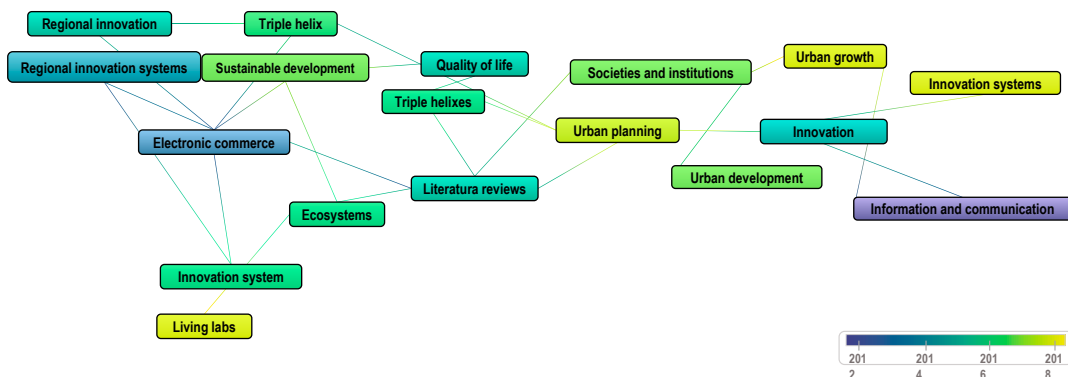 Regional innovation
Triple helix
Regional innovation systems
Sustainable development
Quality of life
Societies and institutions
Urban growth
Innovation systems
Triple helixes
Electronic commerce
Urban planning
Innovation
Literatura reviews
Urban development
Ecosystems
Information and communication
Innovation system
Living labs
201 201 201 201
2 4 6 8